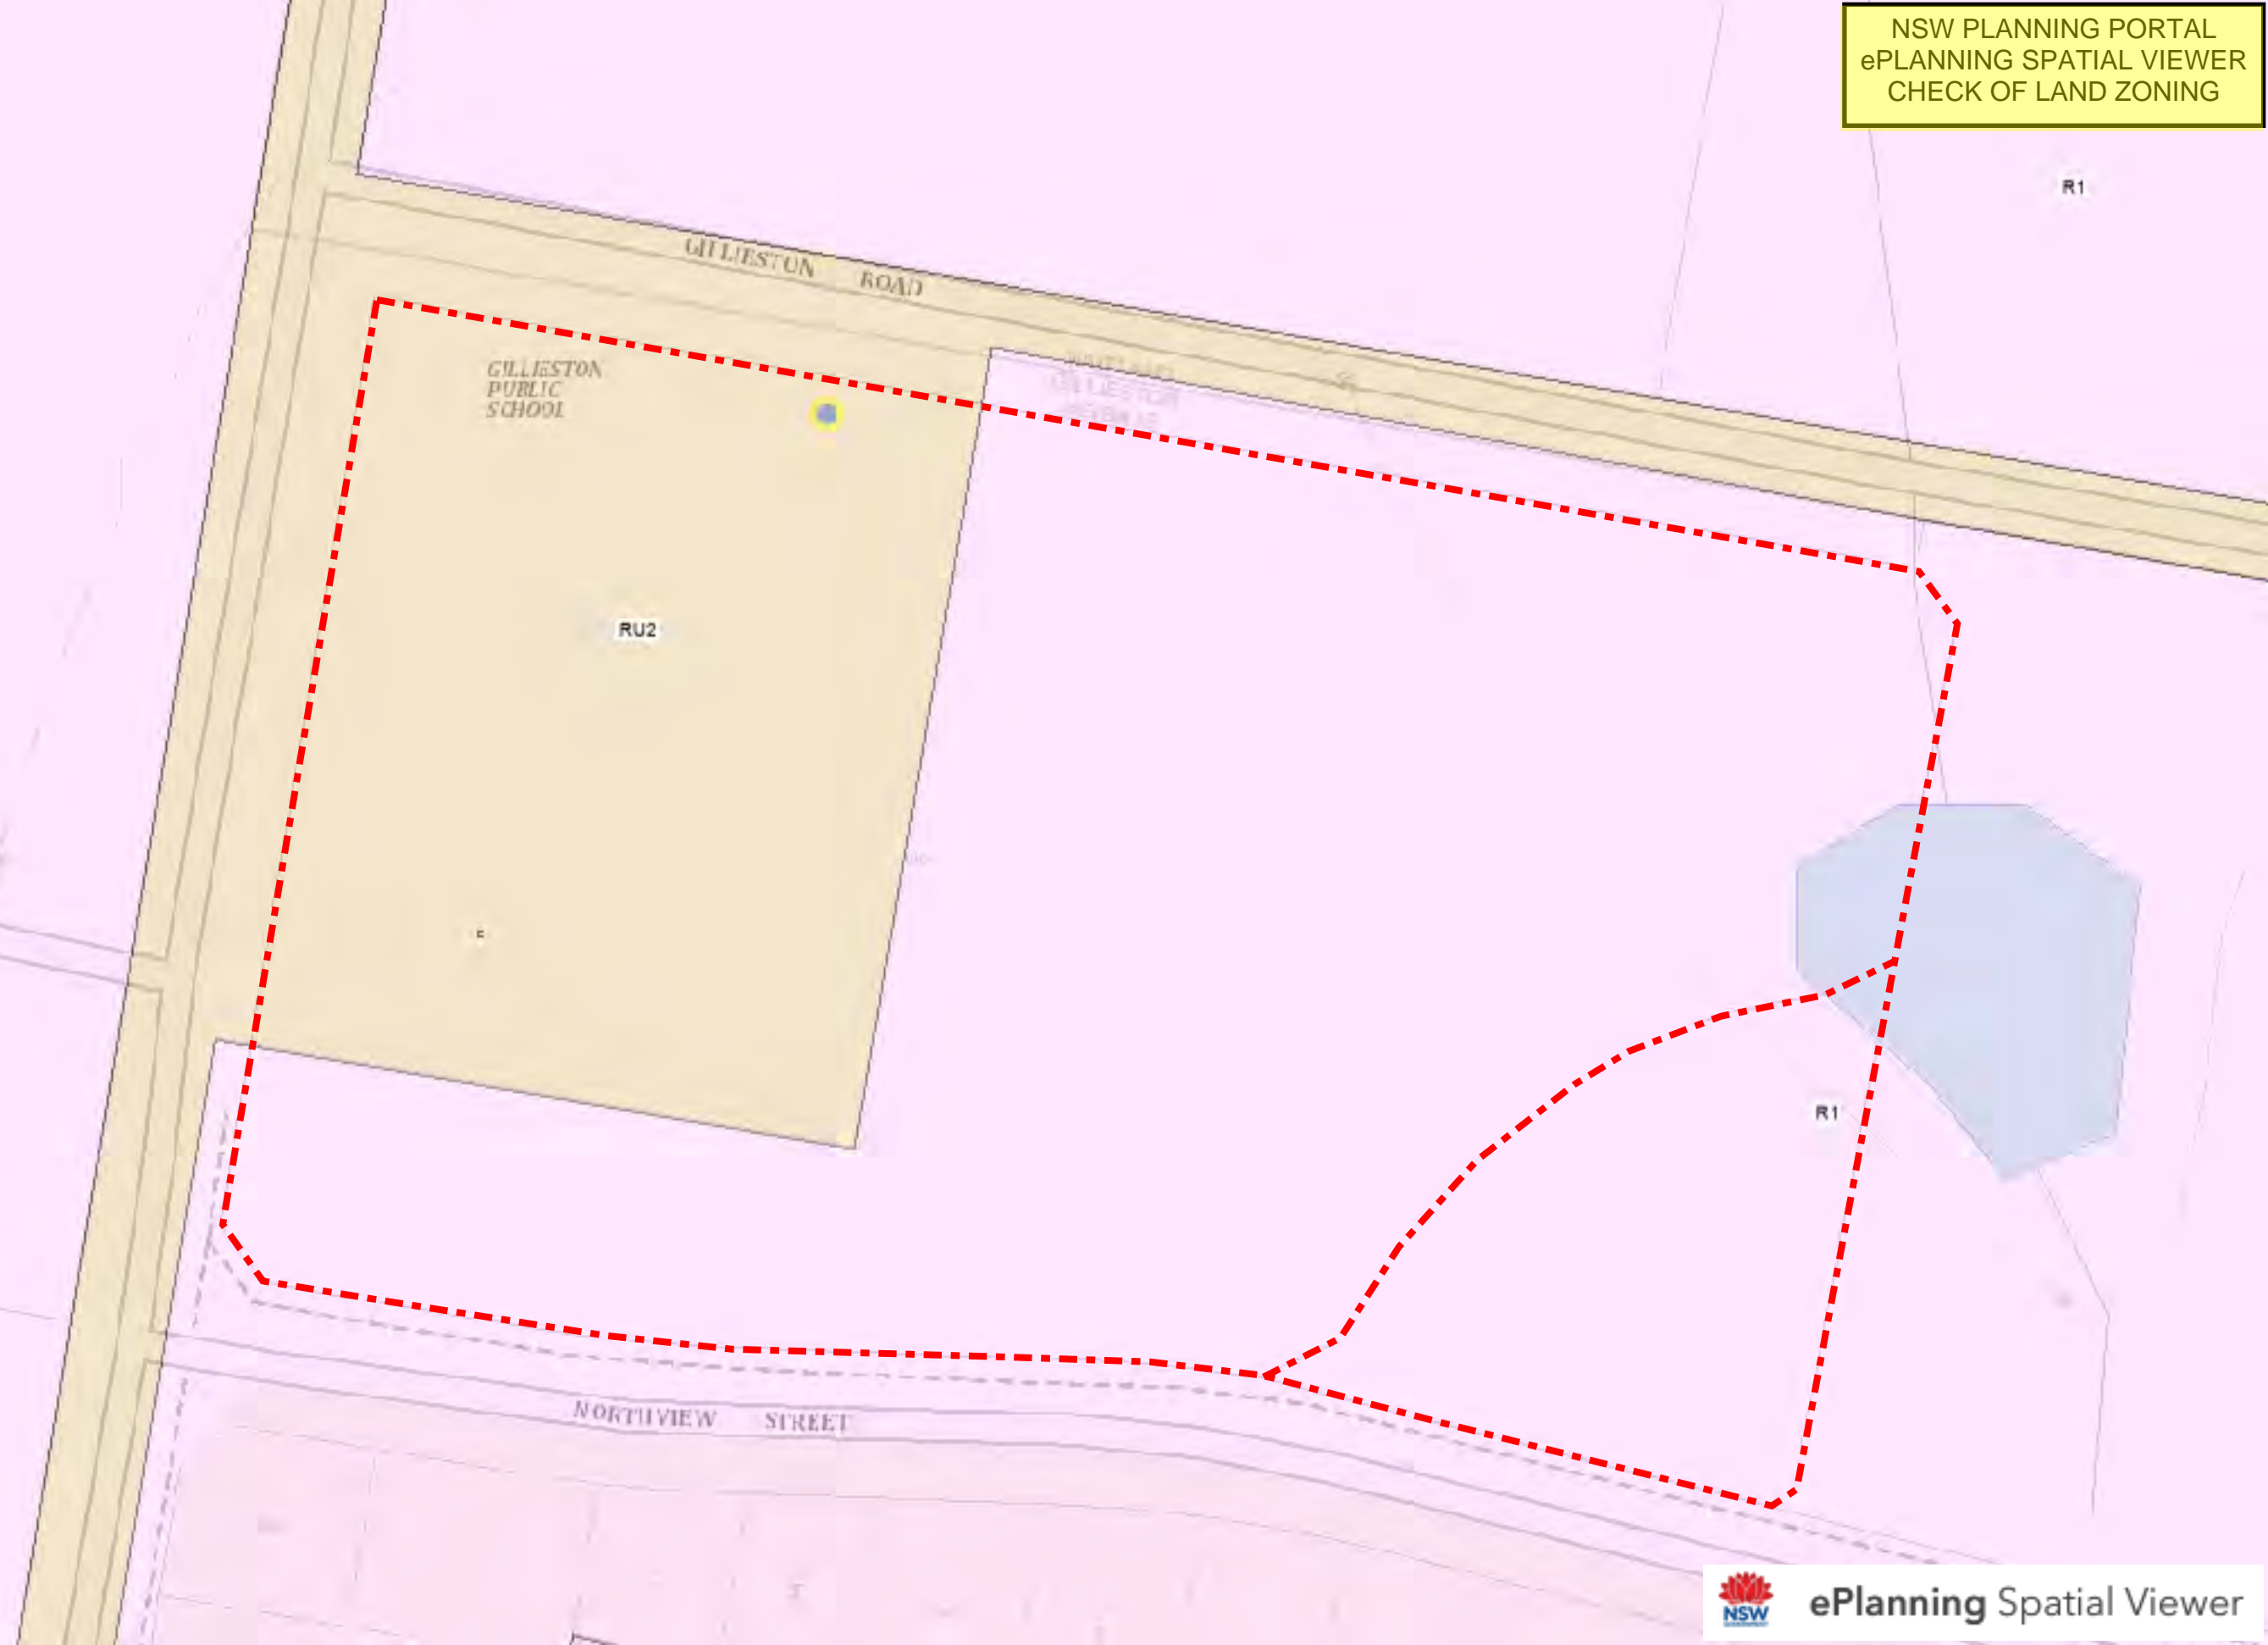 NSW PLANNING PORTAL
ePLANNING SPATIAL VIEWER
CHECK OF LAND ZONING
R1
GILLIESTON ROAD
GILLIESTON
PUBLIC
SCHOOL
RU2
R1
NORTHVIEW STREET
NSW
ePlanning Spatial Viewer